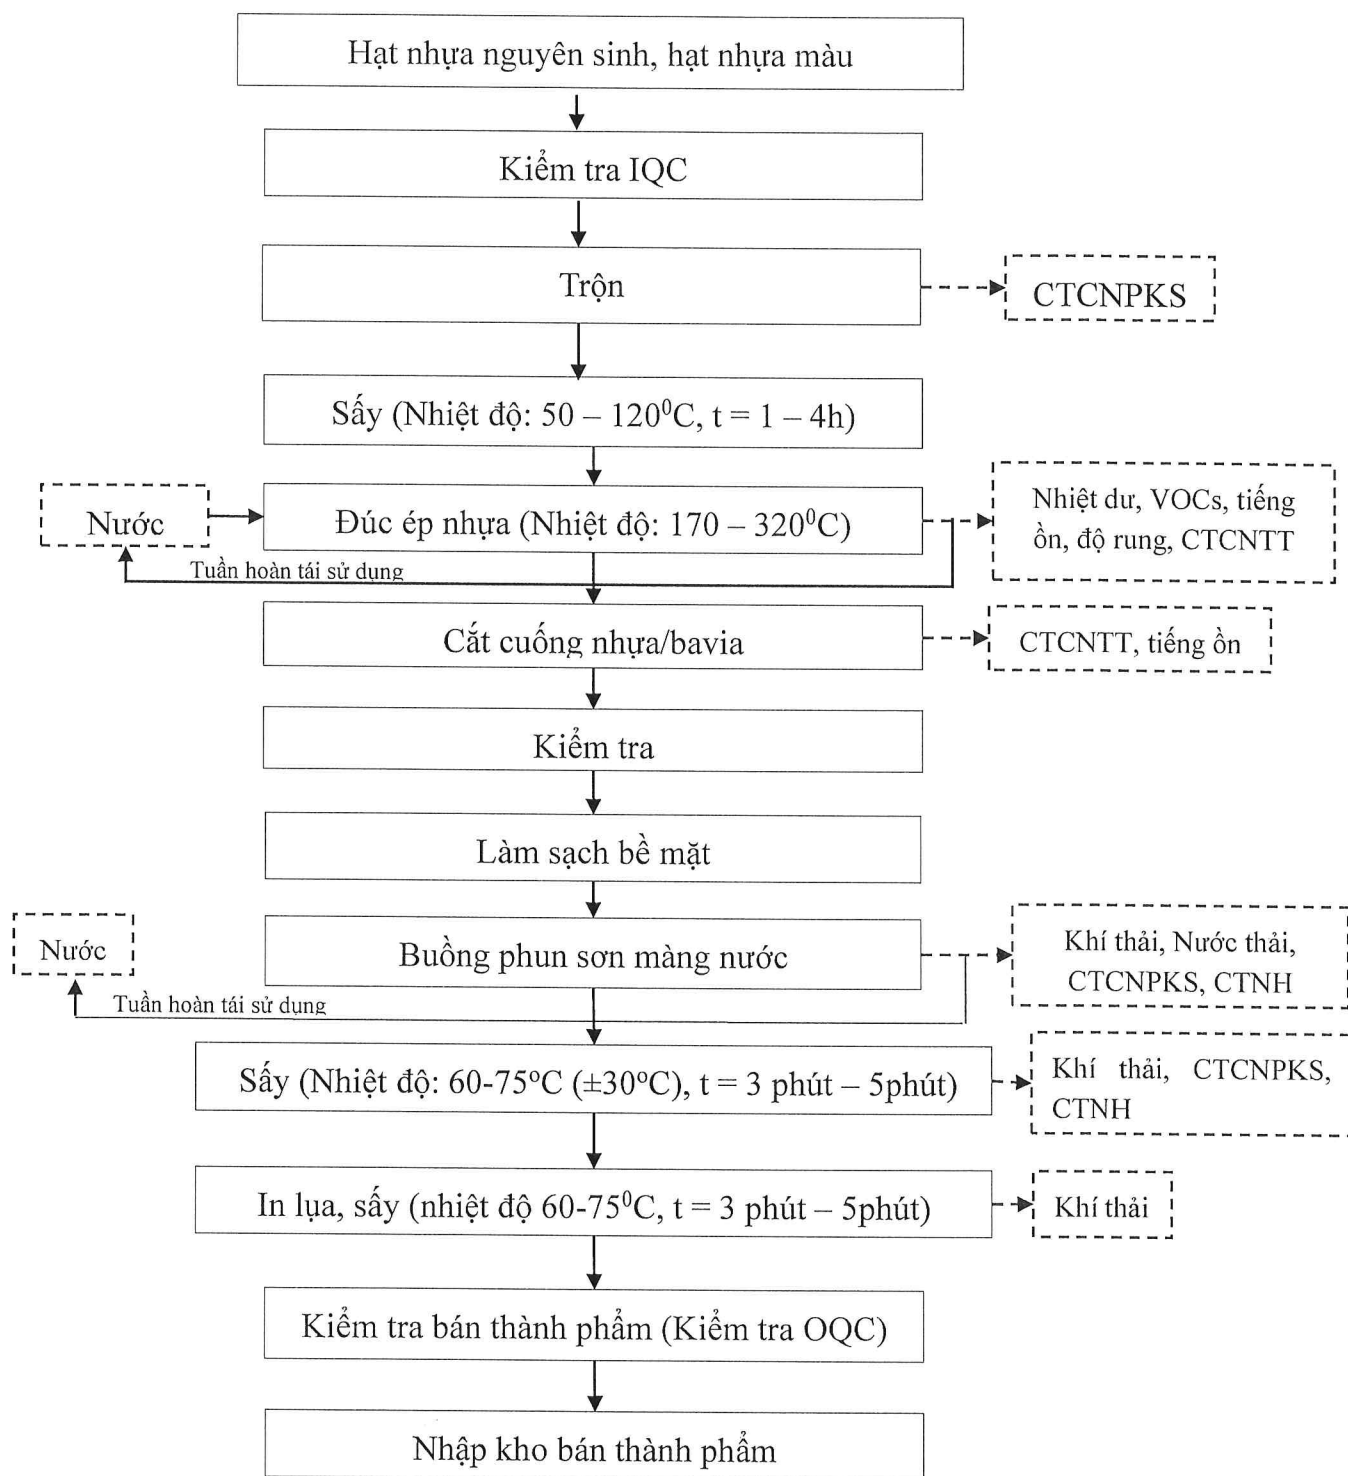 Hạt nhựa nguyên sinh, hạt nhựa màu
Kiểm tra IQC
Trộn
CTCNPKS
Sấy (Nhiệt độ: 50 – 120⁰C, t = 1 – 4h)
Nước
Đúc ép nhựa (Nhiệt độ: 170 – 320⁰C)
Nhiệt dư, VOCs, tiếng
ồn, độ rung, CTCNTT
Tuần hoàn tái sử dụng
Cắt cuống nhựa/bavia
CTCNTT, tiếng ồn
Kiểm tra
Làm sạch bề mặt
Nước
Buồng phun sơn màng nước
Khí thải, Nước thải,
CTCNPKS, CTNH
Tuần hoàn tái sử dụng
Sấy (Nhiệt độ: 60-75ºC (±30ºC), t = 3 phút – 5phút)
Khí thải, CTCNPKS,
CTNH
In lụa, sấy (nhiệt độ 60-75⁰C, t = 3 phút – 5phút)
Khí thải
Kiểm tra bán thành phẩm (Kiểm tra OQC)
Nhập kho bán thành phẩm